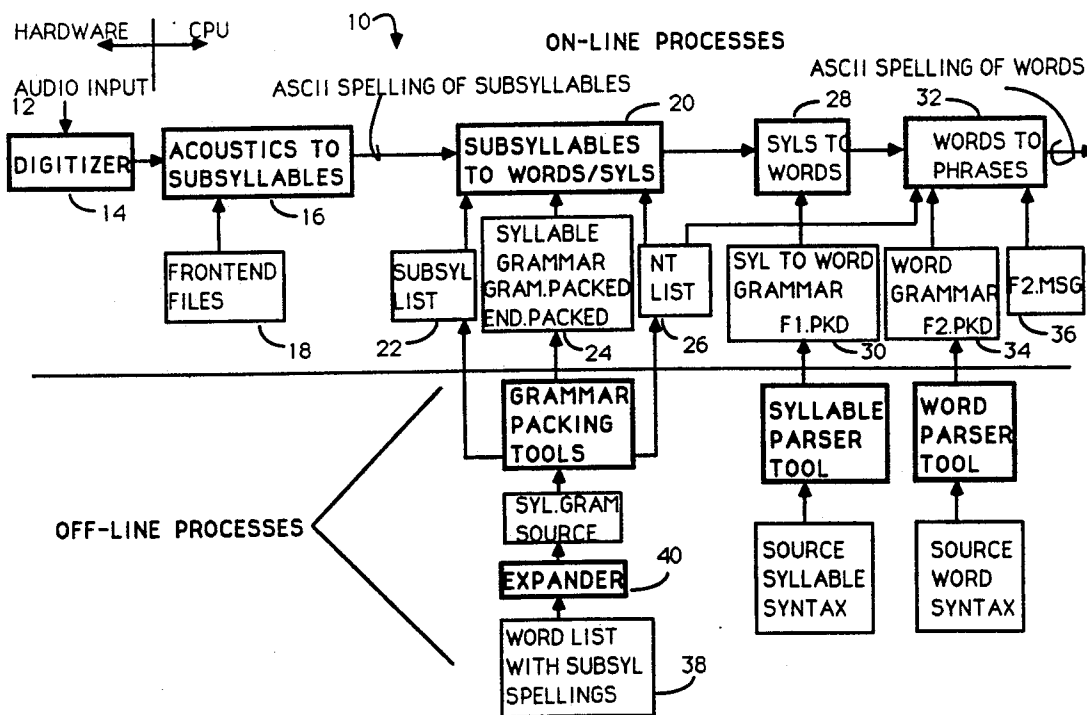 HARDWARE
CPU
10
ON-LINE PROCESSES
AUDIO INPUT
12
ASCII SPELLING OF SUBSYLLABLES
20
28
32
ASCII SPELLING OF WORDS
DIGITIZER
14
ACOUSTICS TO
SUBSYLLABLES
16
SUBSYLLABLES
TO WORDS/SYLS
SYLS TO
WORDS
WORDS TO
PHRASES
FRONTEND
FILES
18
SUBSYL
LIST
22
SYLLABLE
GRAMMAR
GRAM.PACKED
END.PACKED
24
NT
LIST
26
SYL TO WORD
GRAMMAR
F1.PKD
30
WORD
GRAMMAR
F2.PKD
34
F2.MSG
36
OFF-LINE PROCESSES
GRAMMAR
PACKING
TOOLS
SYL.GRAM
SOURCE
EXPANDER
40
WORD LIST
WITH SUBSYL
SPELLINGS
38
SYLLABLE
PARSER
TOOL
SOURCE
SYLLABLE
SYNTAX
WORD
PARSER
TOOL
SOURCE
WORD
SYNTAX